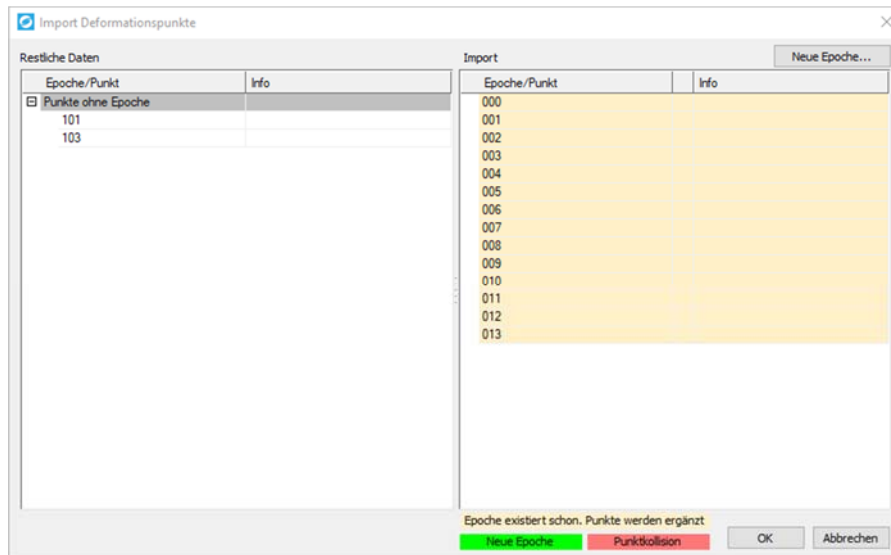 Import Deformationspunkte
Restliche Daten
Epoche/Punkt Info
Punkte ohne Epoche
101
103
Import Neue Epoche...
Epoche/Punkt Info
000
001
002
003
004
005
006
007
008
009
010
011
012
013
Epoche existiert schon. Punkte werden ergänzt
Neue Epoche Punktkollision
OK Abbrechen